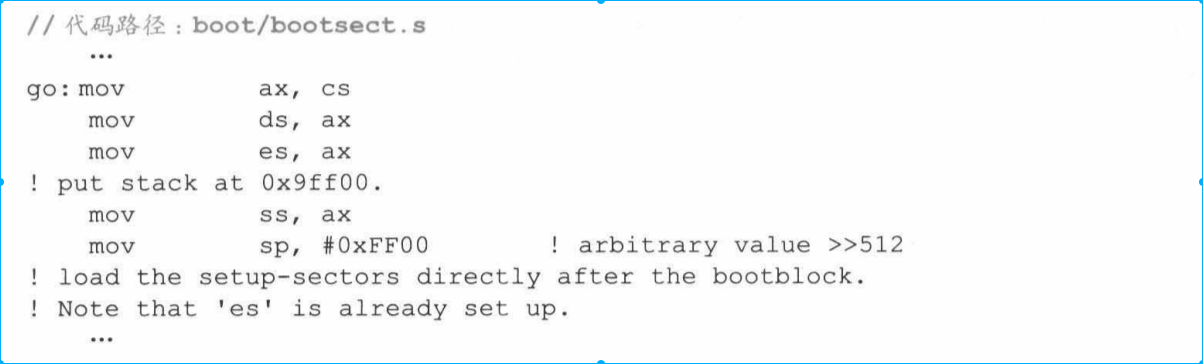 // 代码路径：boot/bootsect.s
…
go: mov ax, cs
mov ds, ax
mov es, ax
! put stack at 0x9ff00.
mov ss, ax
mov sp, #0xFF00 ! arbitrary value >>512
! load the setup-sectors directly after the bootblock.
! Note that 'es' is already set up.
…